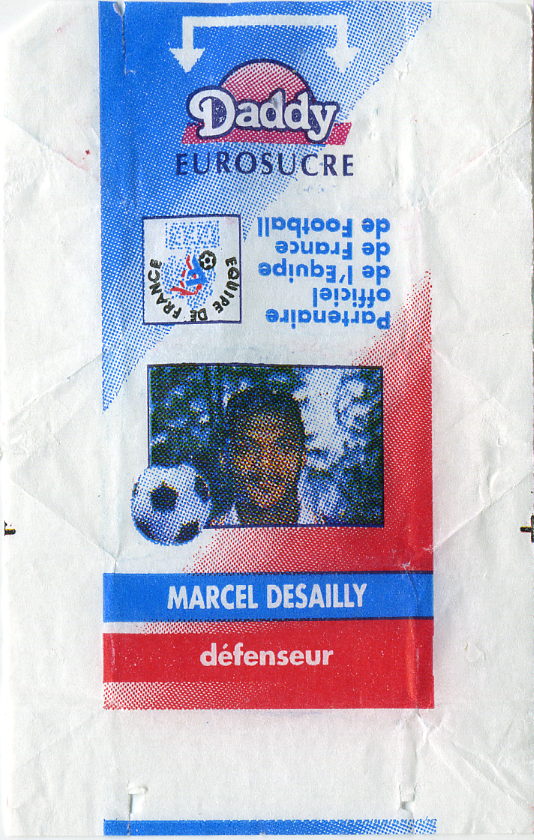 Daddy
EUROSUCRE
Partenaire
officiel
de l'Equipe
de France
de Football
EQUIPE DE FRANCE
MARCEL DESAILLY
défenseur